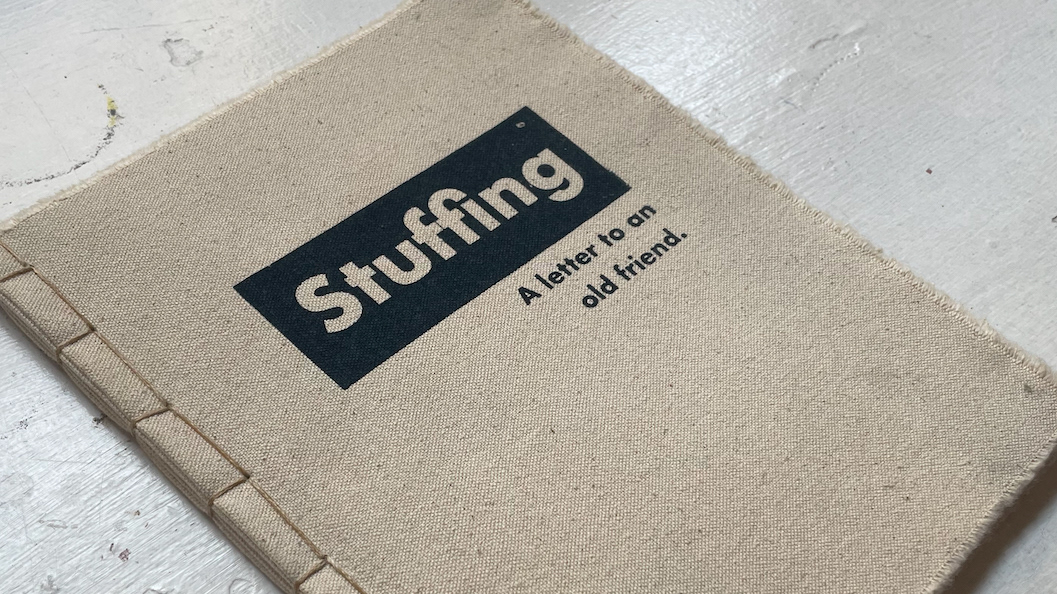 Stuffing
A letter to an
old friend.